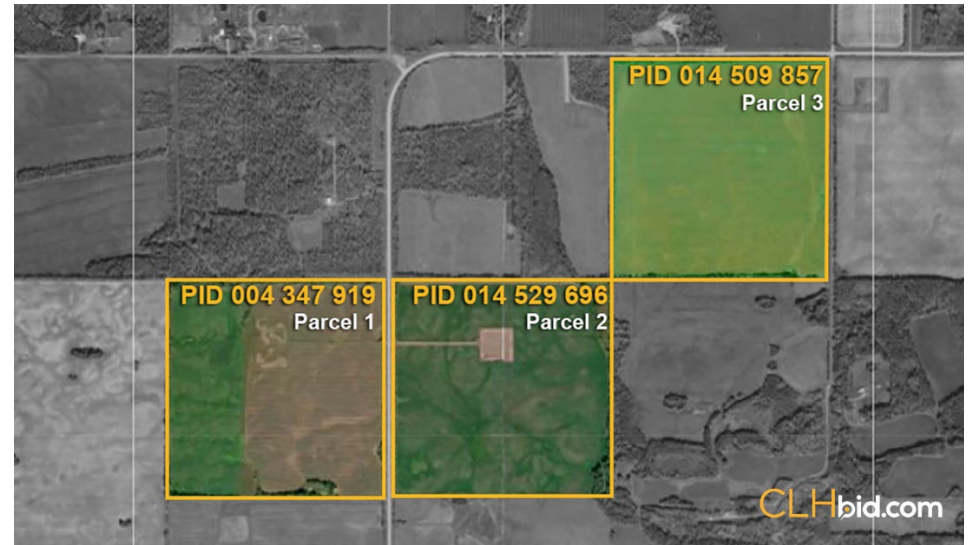 PID 014 509 857
Parcel 3
PID 004 347 919
Parcel 1
PID 014 529 696
Parcel 2
CLHbid.com